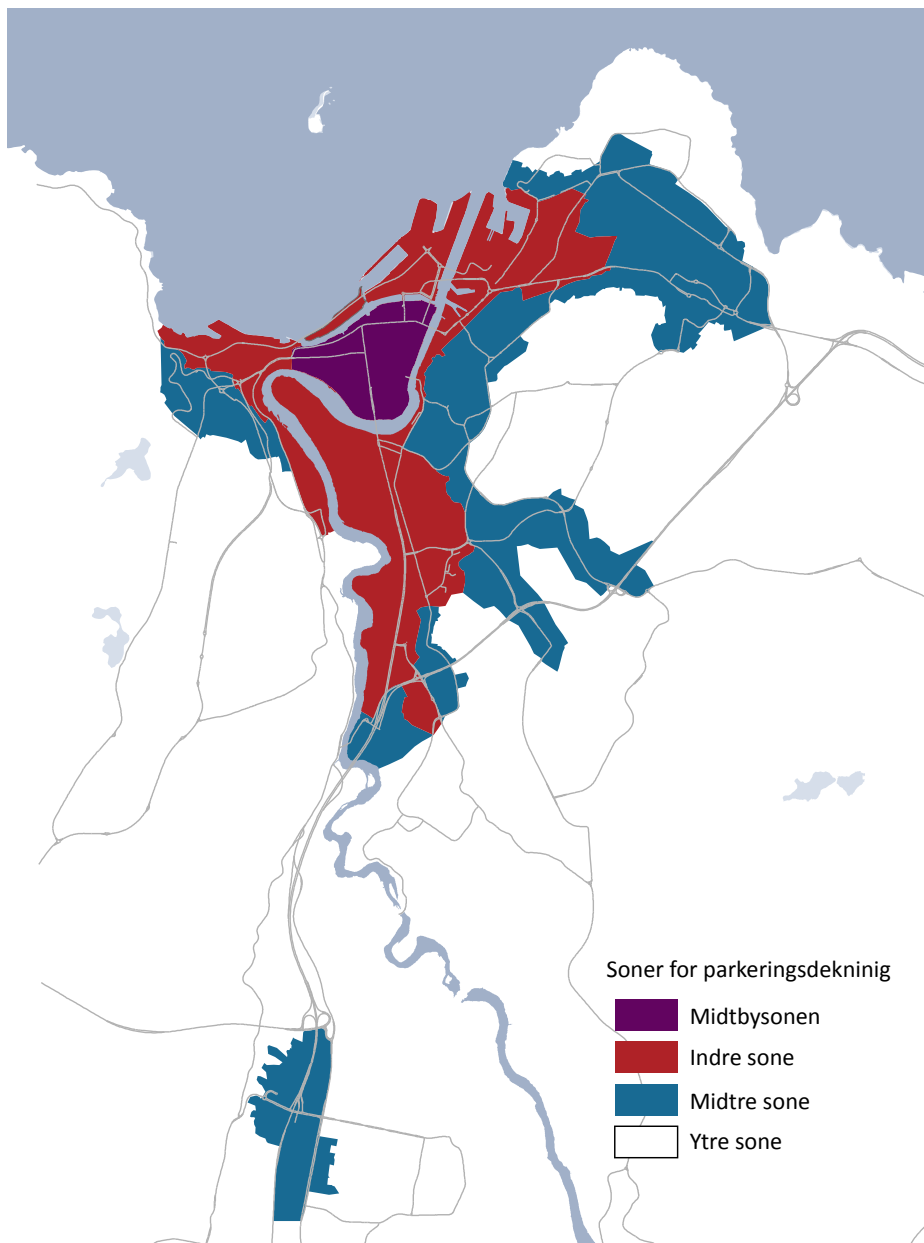 Soner for parkeringsdekninig
Midtbysonen
Indre sone
Midtre sone
Ytre sone